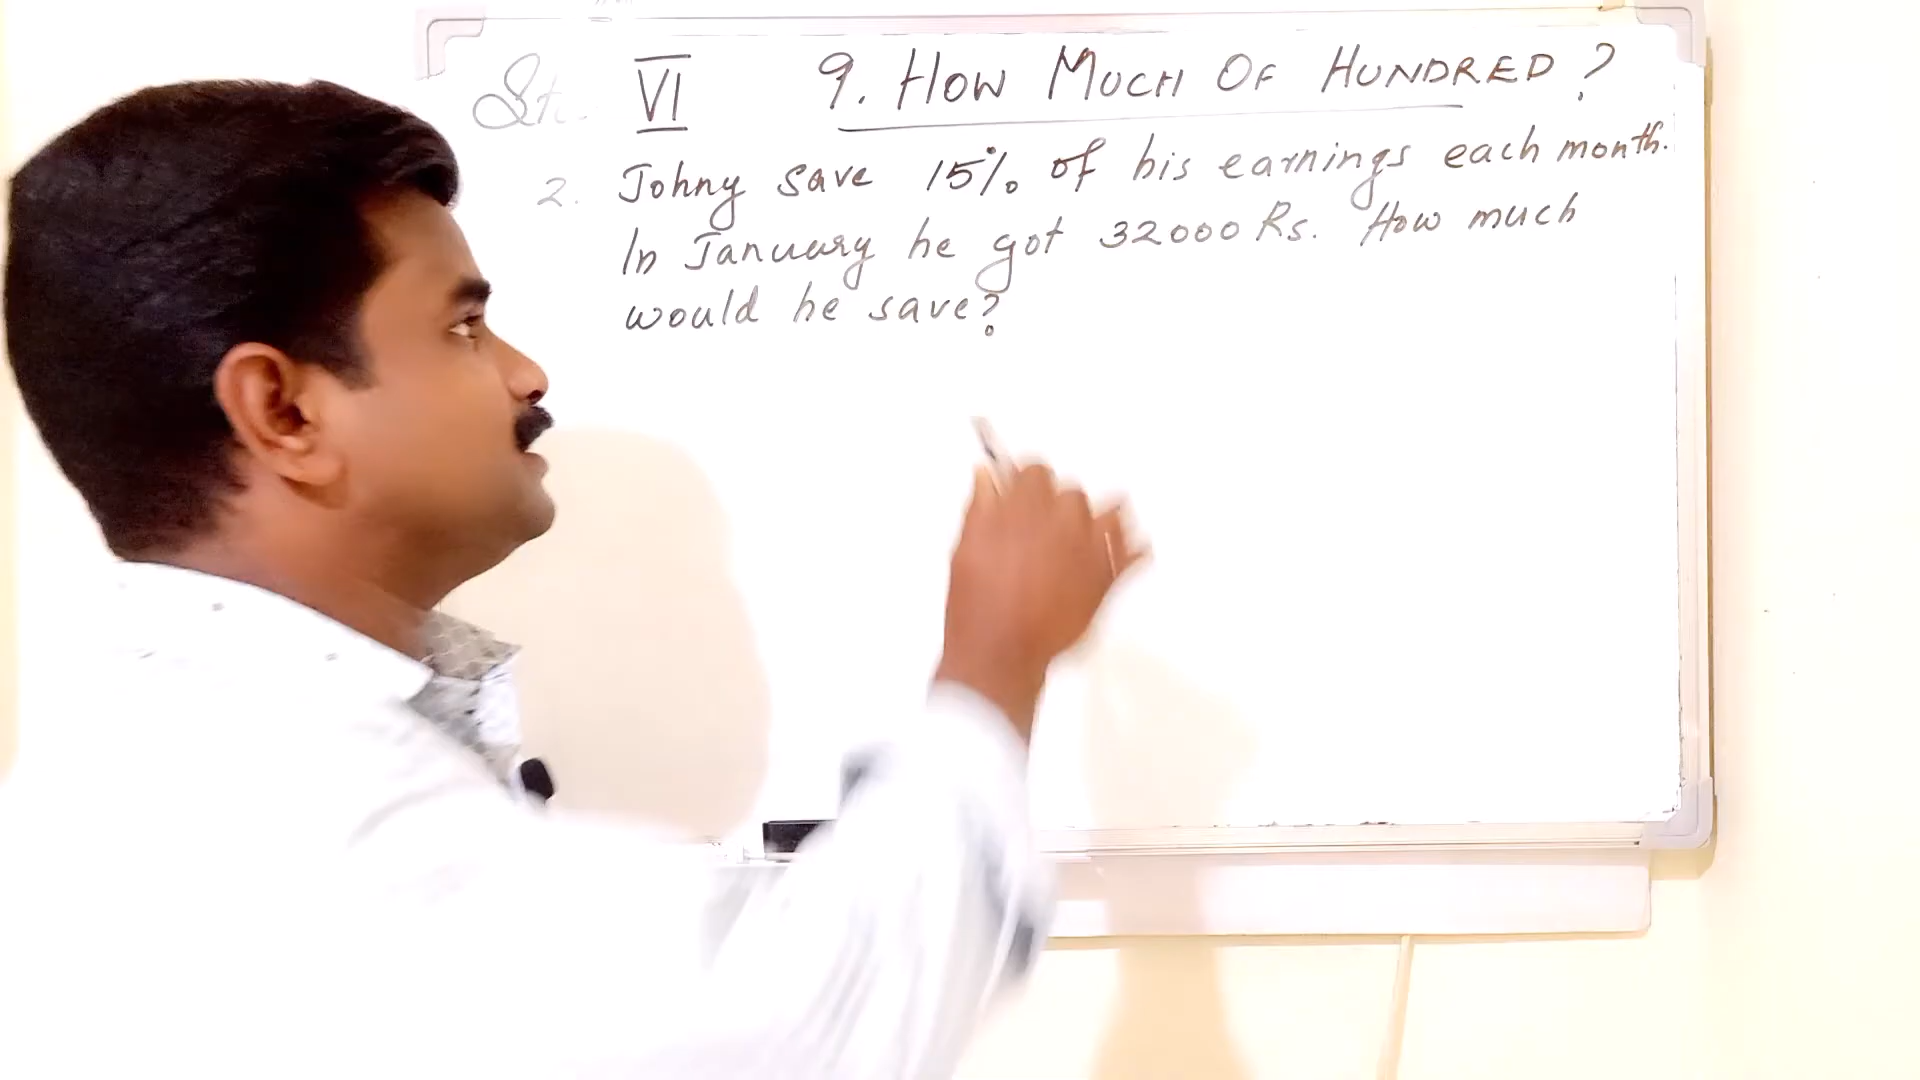 VI 9. HOW MUCH OF HUNDRED ?
2. Johny save 15% of his earnings each month.
In January he got 32000 Rs. How much
would he save?